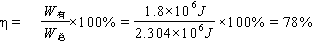 η = W有/W总 ×100% = 1.8×10⁶J/2.304×10⁶J ×100% = 78%